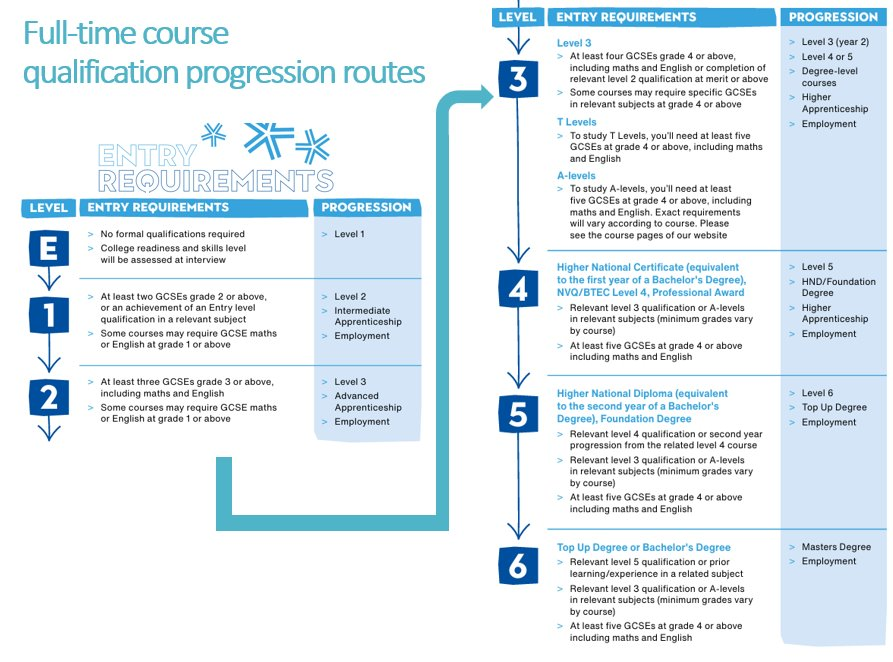 Full-time course
qualification progression routes
ENTRY
REQUIREMENTS
LEVEL ENTRY REQUIREMENTS PROGRESSION
E
> No formal qualifications required
> College readiness and skills level
will be assessed at interview
> Level 1
1
> At least two GCSEs grade 2 or above,
or an achievement of an Entry level
qualification in a relevant subject
> Some courses may require GCSE maths
or English at grade 1 or above
> Level 2
> Intermediate
Apprenticeship
> Employment
2
> At least three GCSEs grade 3 or above,
including maths and English
> Some courses may require GCSE maths
or English at grade 1 or above
> Level 3
> Advanced
Apprenticeship
> Employment
LEVEL ENTRY REQUIREMENTS PROGRESSION
3
Level 3
> At least four GCSEs grade 4 or above,
including maths and English or completion of
relevant level 2 qualification at merit or above
> Some courses may require specific GCSEs
in relevant subjects at grade 4 or above
T Levels
> To study T Levels, you'll need at least five
GCSEs at grade 4 or above, including maths
and English
A-levels
> To study A-levels, you'll need at least
five GCSEs at grade 4 or above, including
maths and English. Exact requirements
will vary according to course. Please
see the course pages of our website
> Level 3 (year 2)
> Level 4 or 5
> Degree-level
courses
> Higher
Apprenticeship
> Employment
4
Higher National Certificate (equivalent
to the first year of a Bachelor's Degree),
NVQ/BTEC Level 4, Professional Award
> Relevant level 3 qualification or A-levels
in relevant subjects (minimum grades vary
by course)
> At least five GCSEs at grade 4 or above
including maths and English
> Level 5
> HND/Foundation
Degree
> Higher
Apprenticeship
> Employment
5
Higher National Diploma (equivalent
to the second year of a Bachelor's
Degree), Foundation Degree
> Relevant level 4 qualification or second year
progression from the related level 4 course
> Relevant level 3 qualification or A-levels
in relevant subjects (minimum grades vary
by course)
> At least five GCSEs at grade 4 or above
including maths and English
> Level 6
> Top Up Degree
> Employment
6
Top Up Degree or Bachelor's Degree
> Relevant level 5 qualification or prior
learning/experience in a related subject
> Relevant level 3 qualification or A-levels
in relevant subjects (minimum grades vary
by course)
> At least five GCSEs at grade 4 or above
including maths and English
> Masters Degree
> Employment